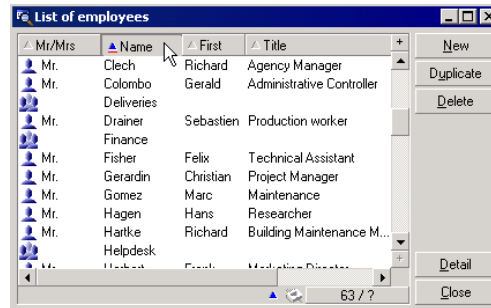 List of employees
Mr/Mrs Name First Title +
New
Mr. Clech Richard Agency Manager
Duplicate
Mr. Colombo Gerald Administrative Controller
Deliveries
Delete
Mr. Drainer Sebastien Production worker
Finance
Mr. Fisher Felix Technical Assistant
Mr. Gerardin Christian Project Manager
Mr. Gomez Marc Maintenance
Mr. Hagen Hans Researcher
Mr. Hartke Richard Building Maintenance M...
Helpdesk
Detail
63 / ?
Close